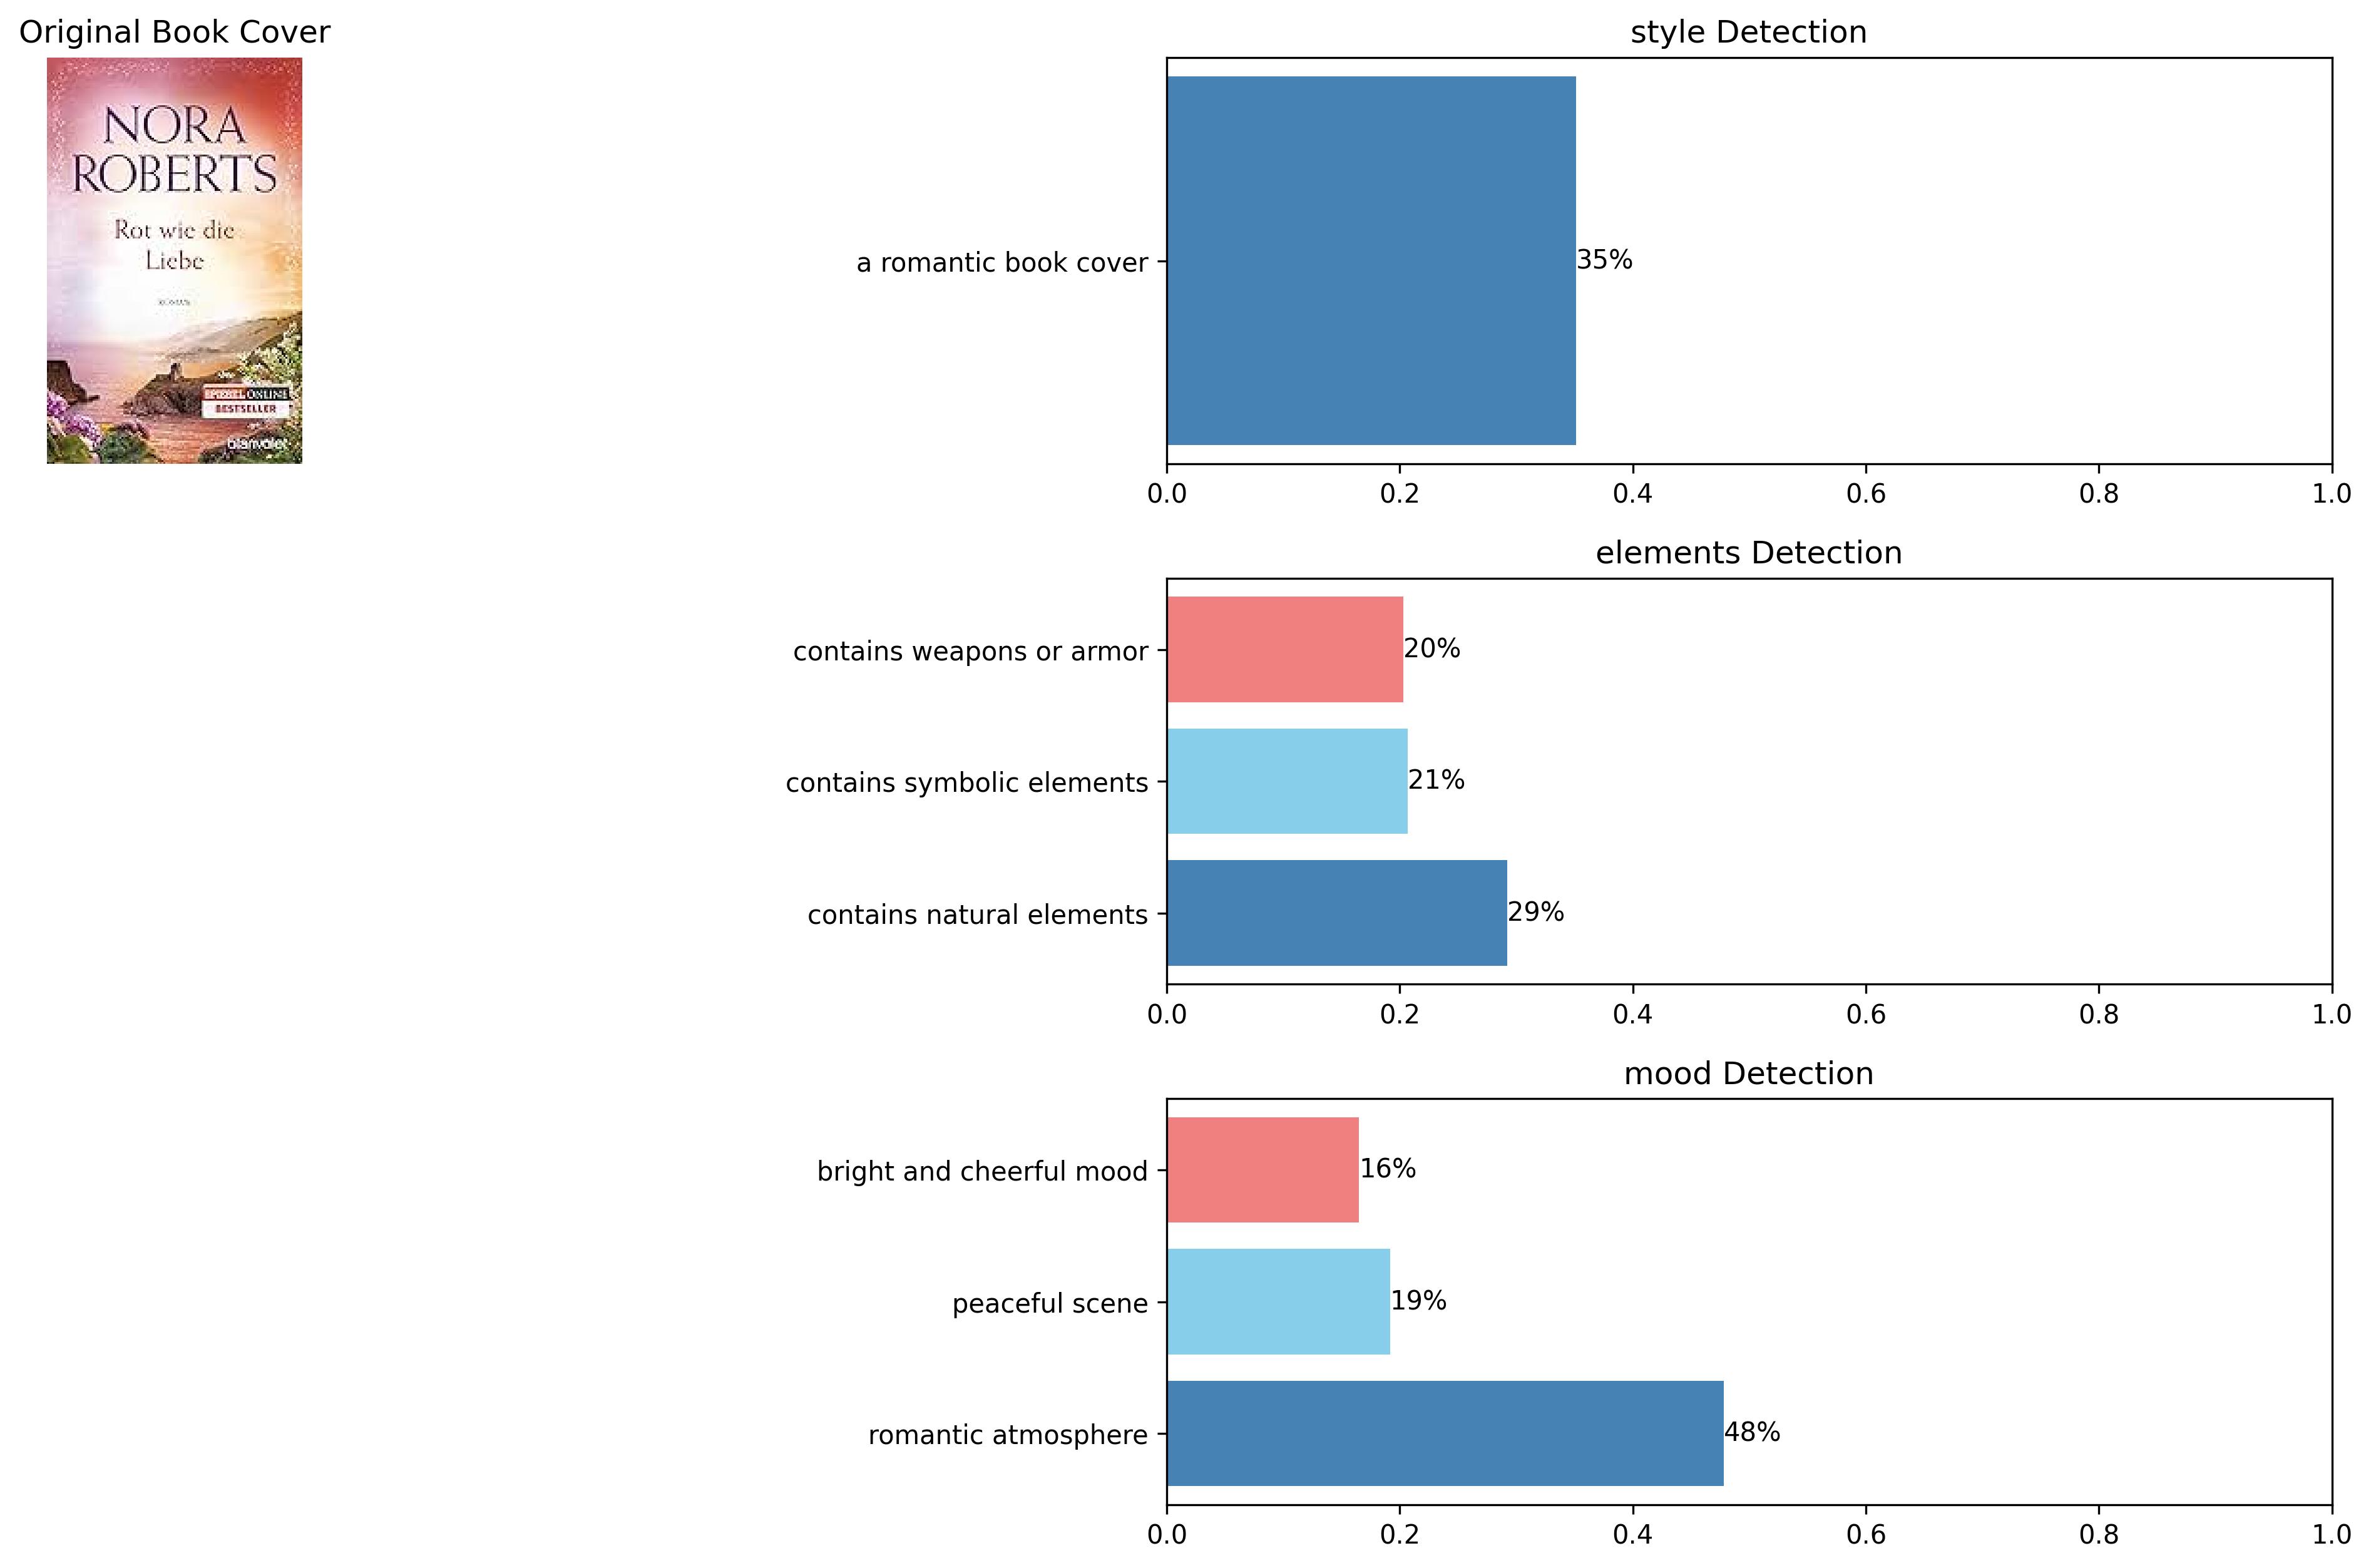 Original Book Cover
NORA
ROBERTS
Rot wie die
Liebe
ROMAN
SPIEGEL ONLINE
BESTSELLER
blanvalet
style Detection
a romantic book cover
35%
0.0 0.2 0.4 0.6 0.8 1.0
elements Detection
contains weapons or armor
20%
contains symbolic elements
21%
contains natural elements
29%
0.0 0.2 0.4 0.6 0.8 1.0
mood Detection
bright and cheerful mood
16%
peaceful scene
19%
romantic atmosphere
48%
0.0 0.2 0.4 0.6 0.8 1.0